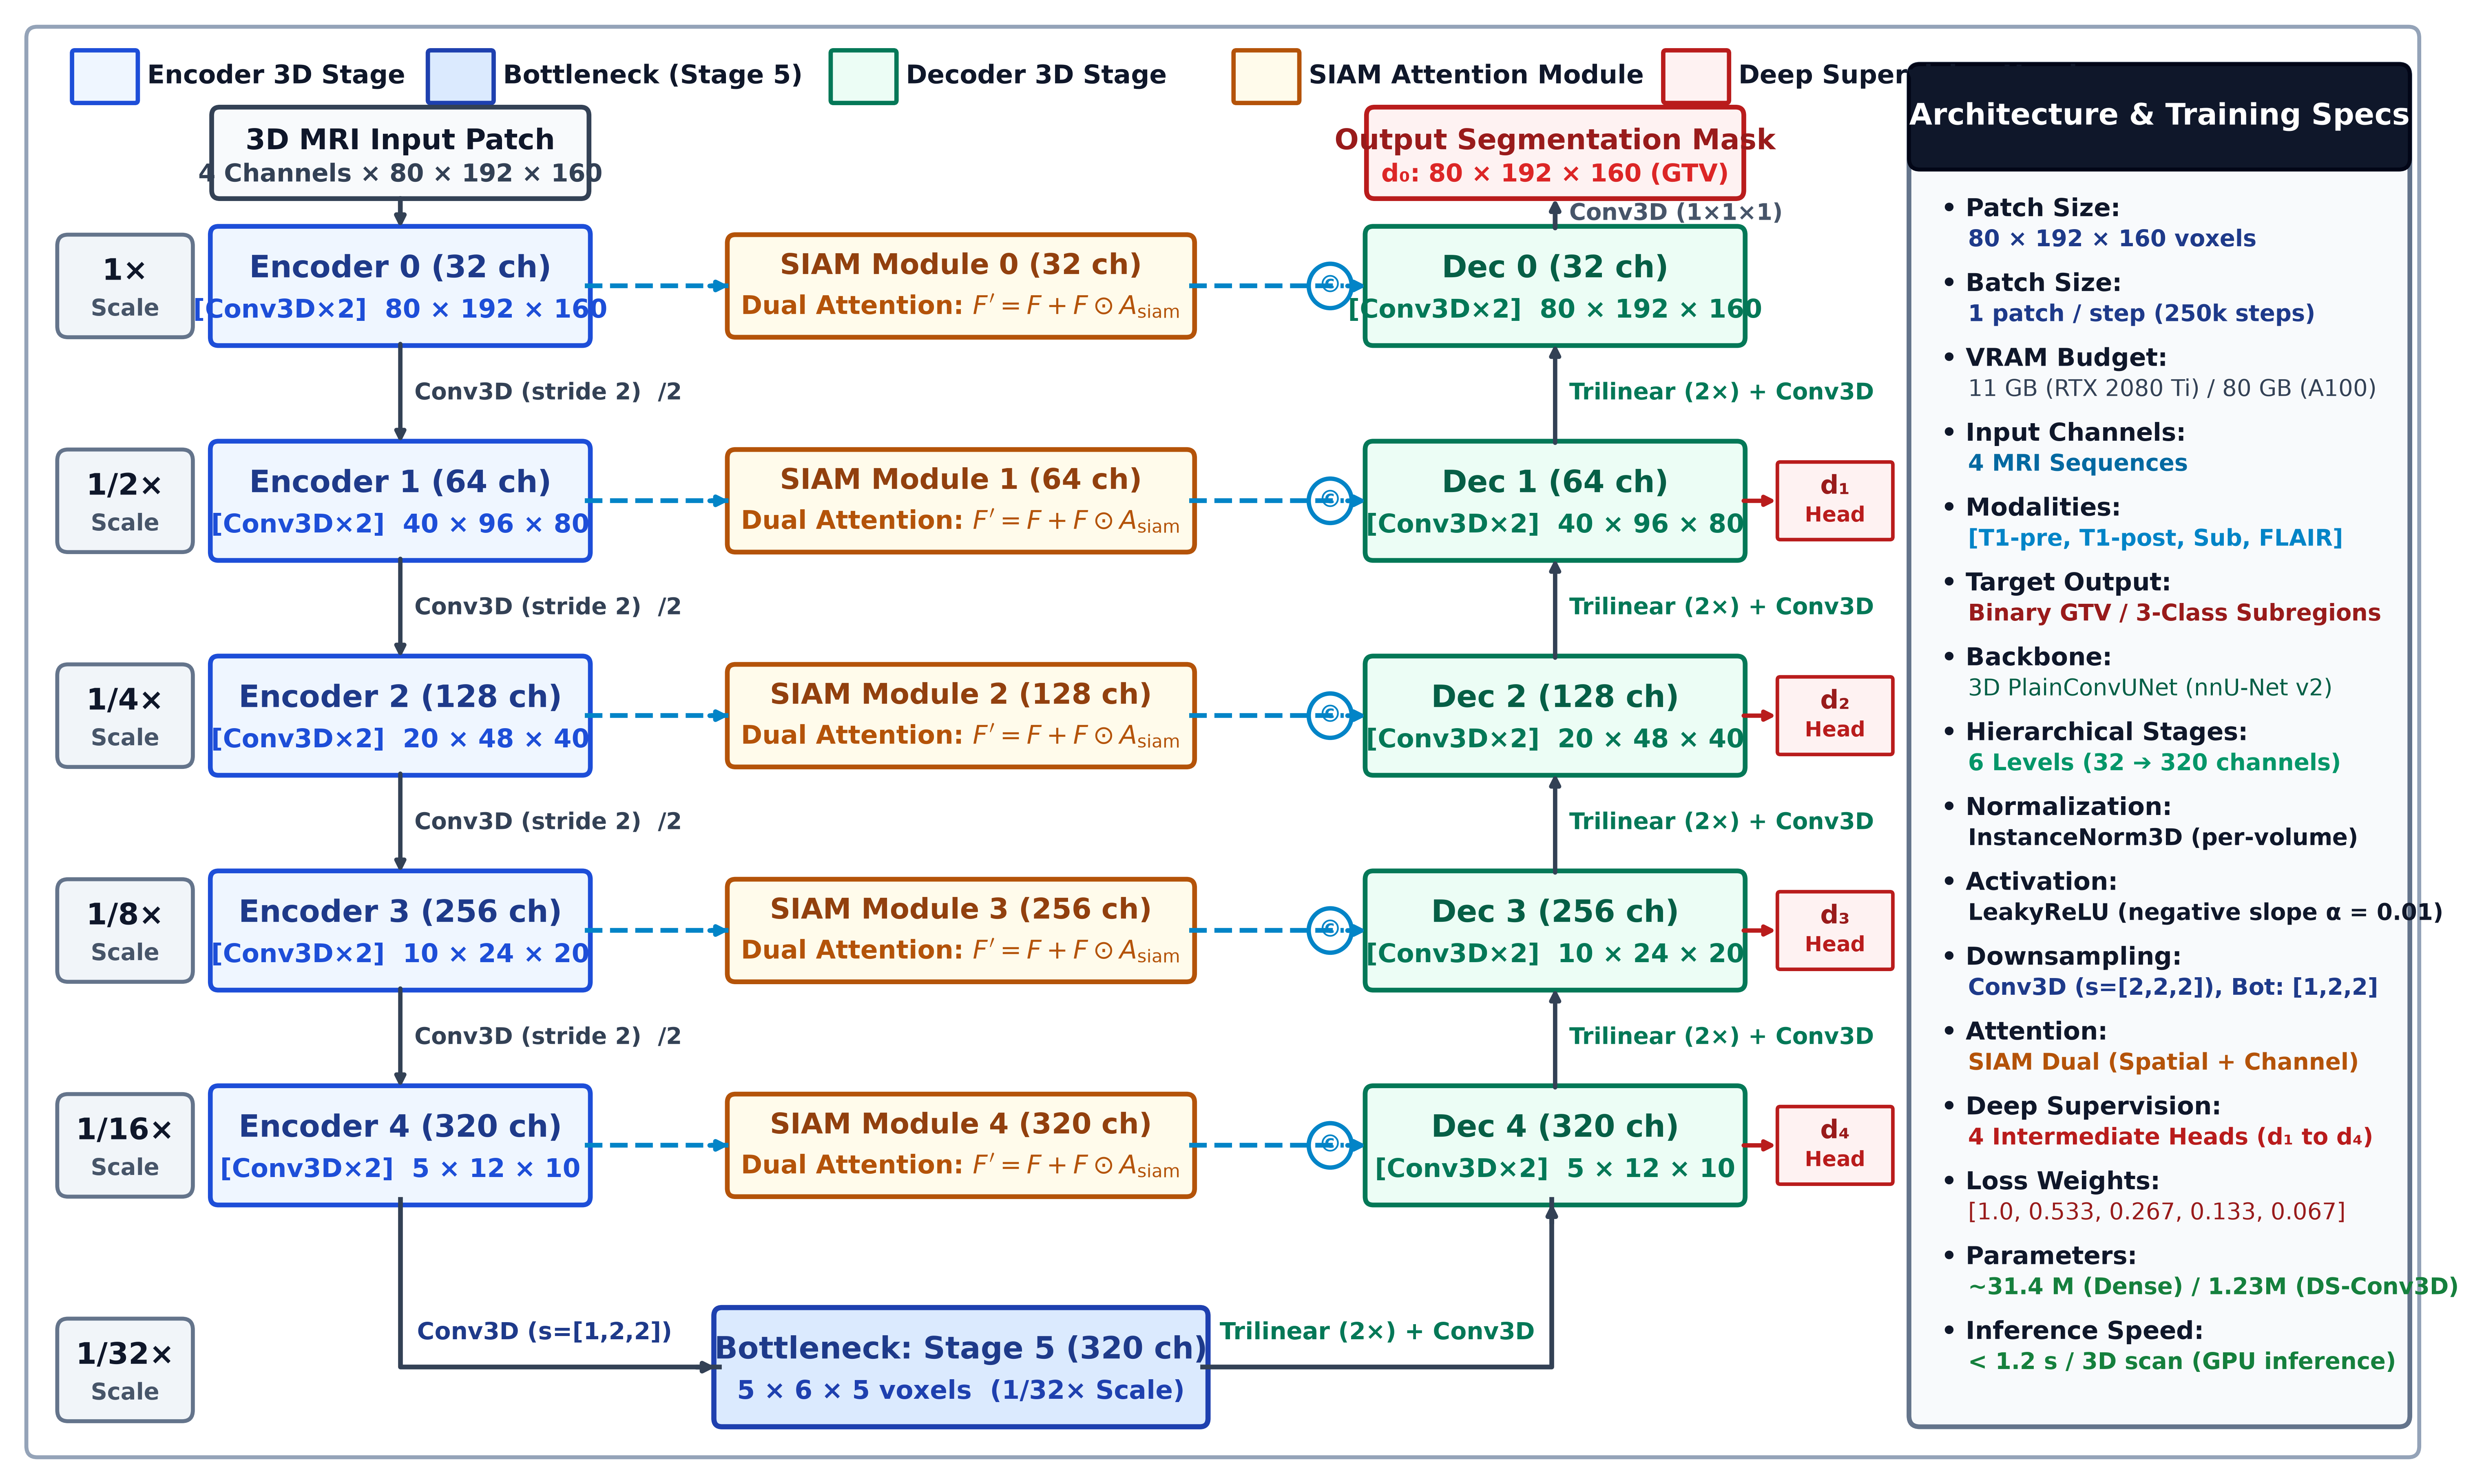 Encoder 3D Stage
Bottleneck (Stage 5)
Decoder 3D Stage
SIAM Attention Module
Deep Super
3D MRI Input Patch
4 Channels × 80 × 192 × 160
Output Segmentation Mask
d₀: 80 × 192 × 160 (GTV)
Conv3D (1×1×1)
1×
Scale
Encoder 0 (32 ch)
[Conv3D×2] 80 × 192 × 160
SIAM Module 0 (32 ch)
Dual Attention: F′ = F + F ⊙ A_siam
©
Dec 0 (32 ch)
[Conv3D×2] 80 × 192 × 160
Conv3D (stride 2) /2
Trilinear (2×) + Conv3D
1/2×
Scale
Encoder 1 (64 ch)
[Conv3D×2] 40 × 96 × 80
SIAM Module 1 (64 ch)
Dual Attention: F′ = F + F ⊙ A_siam
©
Dec 1 (64 ch)
[Conv3D×2] 40 × 96 × 80
d₁
Head
Conv3D (stride 2) /2
Trilinear (2×) + Conv3D
1/4×
Scale
Encoder 2 (128 ch)
[Conv3D×2] 20 × 48 × 40
SIAM Module 2 (128 ch)
Dual Attention: F′ = F + F ⊙ A_siam
©
Dec 2 (128 ch)
[Conv3D×2] 20 × 48 × 40
d₂
Head
Conv3D (stride 2) /2
Trilinear (2×) + Conv3D
1/8×
Scale
Encoder 3 (256 ch)
[Conv3D×2] 10 × 24 × 20
SIAM Module 3 (256 ch)
Dual Attention: F′ = F + F ⊙ A_siam
©
Dec 3 (256 ch)
[Conv3D×2] 10 × 24 × 20
d₃
Head
Conv3D (stride 2) /2
Trilinear (2×) + Conv3D
1/16×
Scale
Encoder 4 (320 ch)
[Conv3D×2] 5 × 12 × 10
SIAM Module 4 (320 ch)
Dual Attention: F′ = F + F ⊙ A_siam
©
Dec 4 (320 ch)
[Conv3D×2] 5 × 12 × 10
d₄
Head
1/32×
Scale
Conv3D (s=[1,2,2])
Bottleneck: Stage 5 (320 ch)
5 × 6 × 5 voxels (1/32× Scale)
Trilinear (2×) + Conv3D
Architecture & Training Specs
• Patch Size:
80 × 192 × 160 voxels
• Batch Size:
1 patch / step (250k steps)
• VRAM Budget:
11 GB (RTX 2080 Ti) / 80 GB (A100)
• Input Channels:
4 MRI Sequences
• Modalities:
[T1-pre, T1-post, Sub, FLAIR]
• Target Output:
Binary GTV / 3-Class Subregions
• Backbone:
3D PlainConvUNet (nnU-Net v2)
• Hierarchical Stages:
6 Levels (32 ➔ 320 channels)
• Normalization:
InstanceNorm3D (per-volume)
• Activation:
LeakyReLU (negative slope α = 0.01)
• Downsampling:
Conv3D (s=[2,2,2]), Bot: [1,2,2]
• Attention:
SIAM Dual (Spatial + Channel)
• Deep Supervision:
4 Intermediate Heads (d₁ to d₄)
• Loss Weights:
[1.0, 0.533, 0.267, 0.133, 0.067]
• Parameters:
~31.4 M (Dense) / 1.23M (DS-Conv3D)
• Inference Speed:
< 1.2 s / 3D scan (GPU inference)